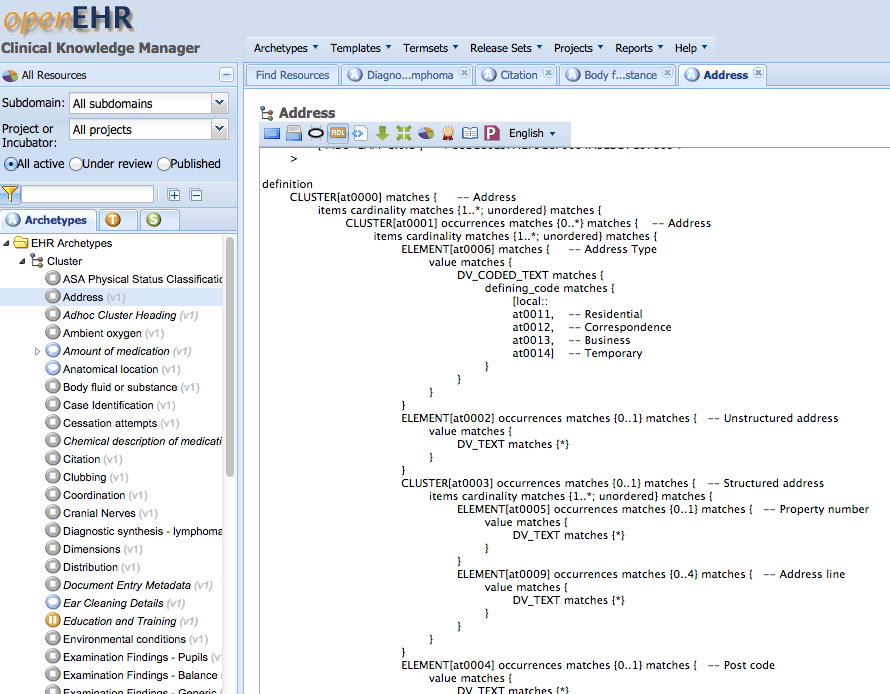 openEHR
Clinical Knowledge Manager
Archetypes Templates Termsets Release Sets Projects Reports Help
All Resources
Subdomain: All subdomains
Project or Incubator: All projects
All active Under review Published
Archetypes T S
EHR Archetypes
Cluster
ASA Physical Status Classificatio
Address (v1)
Adhoc Cluster Heading (v1)
Ambient oxygen (v1)
Amount of medication (v1)
Anatomical location (v1)
Body fluid or substance (v1)
Case Identification (v1)
Cessation attempts (v1)
Chemical description of medicati
Citation (v1)
Clubbing (v1)
Coordination (v1)
Cranial Nerves (v1)
Diagnostic synthesis - lymphoma
Dimensions (v1)
Distribution (v1)
Document Entry Metadata (v1)
Ear Cleaning Details (v1)
Education and Training (v1)
Environmental conditions (v1)
Examination Findings - Pupils (v
Examination Findings - Balance
Examination Findings - Generic
Find Resources Diagno...mphoma Citation Body f...stance Address
Address
ADL English
>
definition
CLUSTER[at0000] matches { -- Address
items cardinality matches {1..*; unordered} matches {
CLUSTER[at0001] occurrences matches {0..*} matches { -- Address
items cardinality matches {1..*; unordered} matches {
ELEMENT[at0006] matches { -- Address Type
value matches {
DV_CODED_TEXT matches {
defining_code matches {
[local::
at0011, -- Residential
at0012, -- Correspondence
at0013, -- Business
at0014] -- Temporary
}
}
}
}
ELEMENT[at0002] occurrences matches {0..1} matches { -- Unstructured address
value matches {
DV_TEXT matches {*}
}
}
CLUSTER[at0003] occurrences matches {0..1} matches { -- Structured address
items cardinality matches {1..*; unordered} matches {
ELEMENT[at0005] occurrences matches {0..1} matches { -- Property number
value matches {
DV_TEXT matches {*}
}
}
ELEMENT[at0009] occurrences matches {0..4} matches { -- Address line
value matches {
DV_TEXT matches {*}
}
}
}
}
ELEMENT[at0004] occurrences matches {0..1} matches { -- Post code
value matches {
DV_TEXT matches {*}